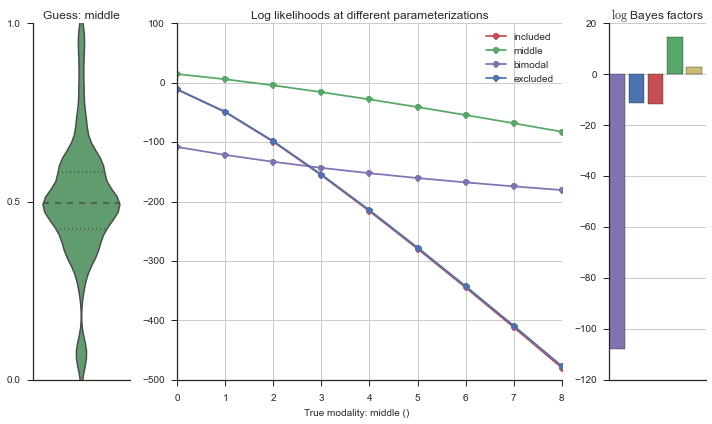 Guess: middle
1.0
0.5
0.0
Log likelihoods at different parameterizations
100
0
−100
−200
−300
−400
−500
included
middle
bimodal
excluded
0 1 2 3 4 5 6 7 8
True modality: middle ()
log Bayes factors
20
0
−20
−40
−60
−80
−100
−120